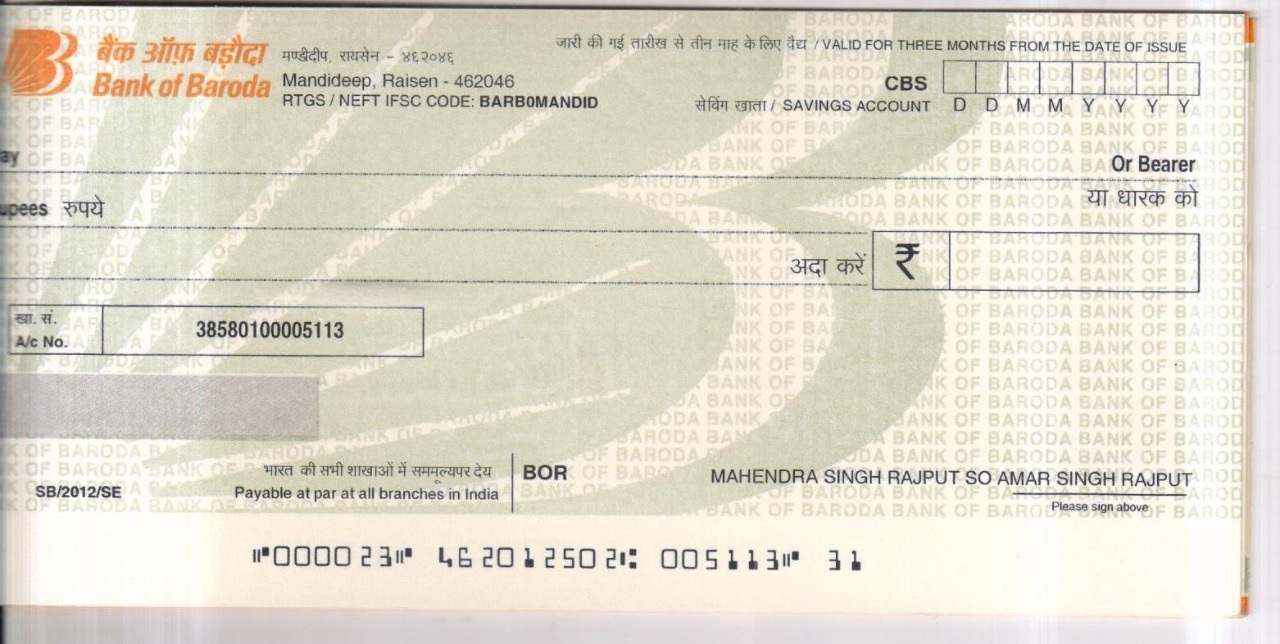 बैंक ऑफ़ बड़ौदा
Bank of Baroda
मण्डीदीप, रायसेन - ४६२०४६
Mandideep, Raisen - 462046
RTGS / NEFT IFSC CODE: BARB0MANDID
जारी की गई तारीख से तीन माह के लिए वैद्य / VALID FOR THREE MONTHS FROM THE DATE OF ISSUE
CBS
सेविंग खाता / SAVINGS ACCOUNT D D M M Y Y Y Y
ay Or Bearer
या धारक को
upees रुपये
अदा करें ₹
खा. सं.
A/c No. 38580100005113
भारत की सभी शाखाओं में सममूल्यपर देय
Payable at par at all branches in India
SB/2012/SE
BOR
MAHENDRA SINGH RAJPUT SO AMAR SINGH RAJPUT
Please sign above
⑈000023⑈ 462012502⑆ 005113⑈ 31